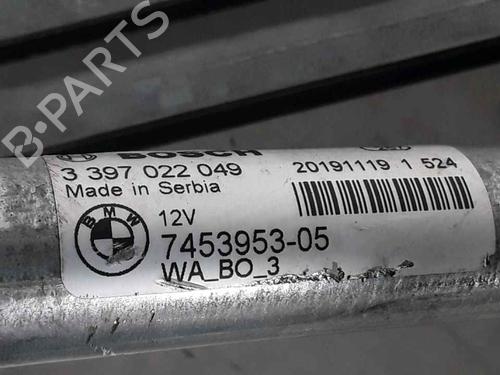 B-PARTS
BOSCH
3 397 022 049
20191119 1 524
Made in Serbia
BMW
12V
7453953-05
WA_BO_3